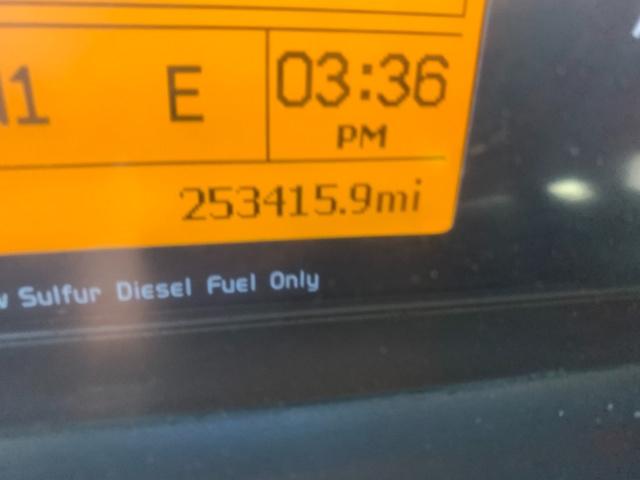 E
03:36
PM
253415.9mi
Sulfur Diesel Fuel Only